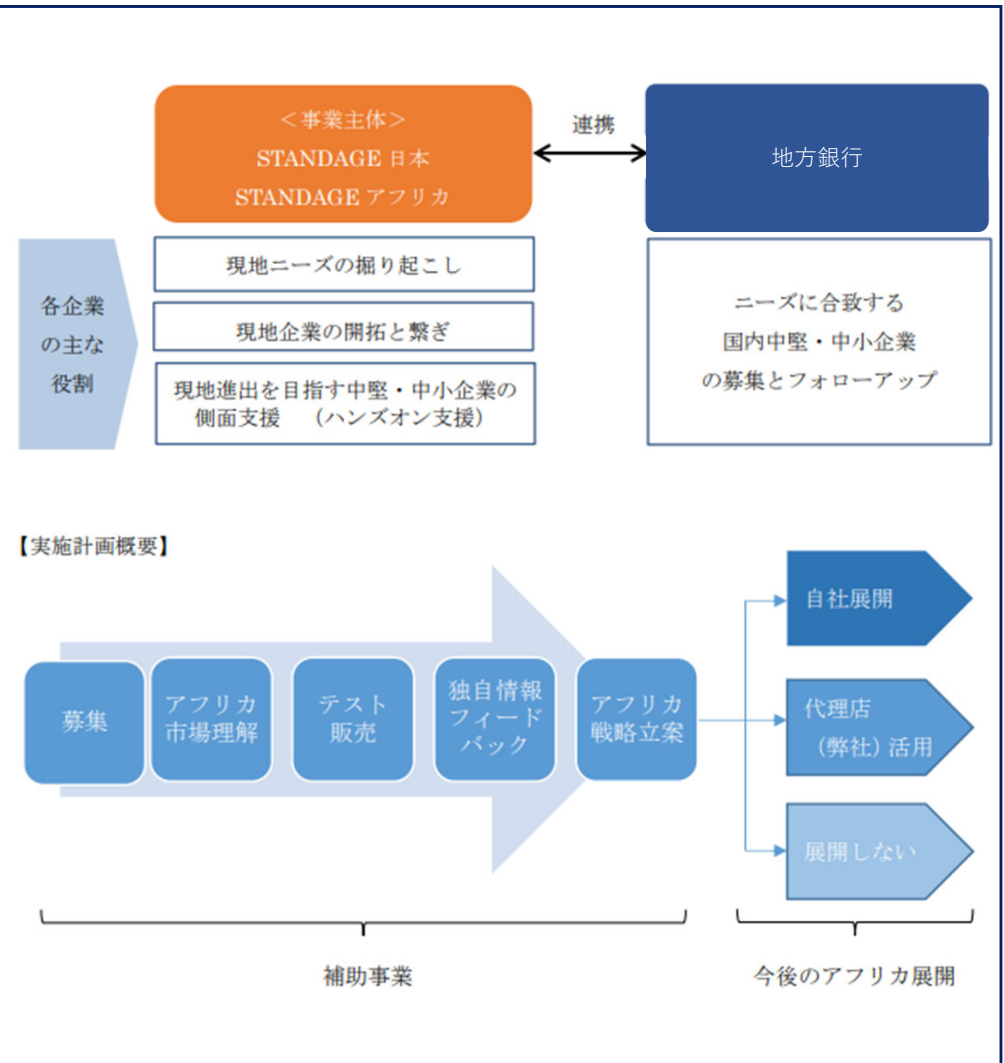 ＜事業主体＞
STANDAGE 日本
STANDAGE アフリカ
連携
地方銀行
各企業
の主な
役割
現地ニーズの掘り起こし
現地企業の開拓と繋ぎ
現地進出を目指す中堅・中小企業の
側面支援　（ハンズオン支援）
ニーズに合致する
国内中堅・中小企業
の募集とフォローアップ
【実施計画概要】
募集
アフリカ
市場理解
テスト
販売
独自情報
フィード
バック
アフリカ
戦略立案
自社展開
代理店
（弊社）活用
展開しない
補助事業
今後のアフリカ展開